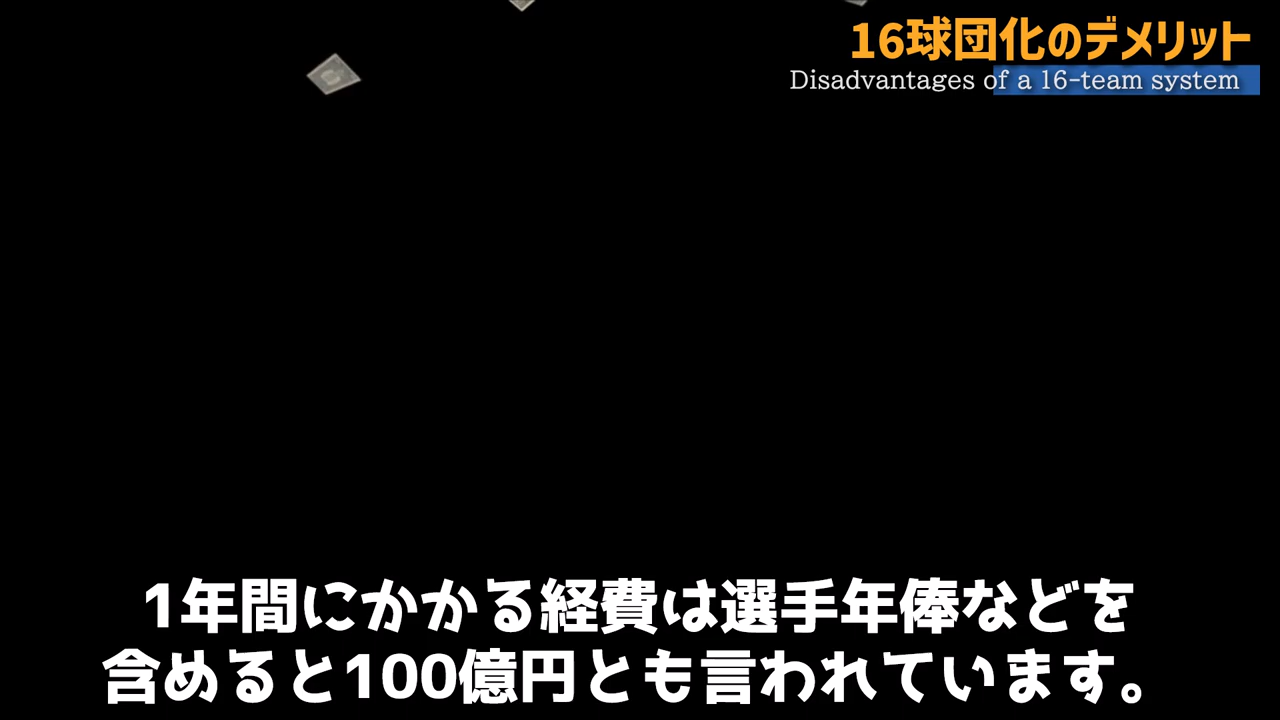 16球団化のデメリット
Disadvantages of a 16-team system
1年間にかかる経費は選手年俸などを
含めると100億円とも言われています。